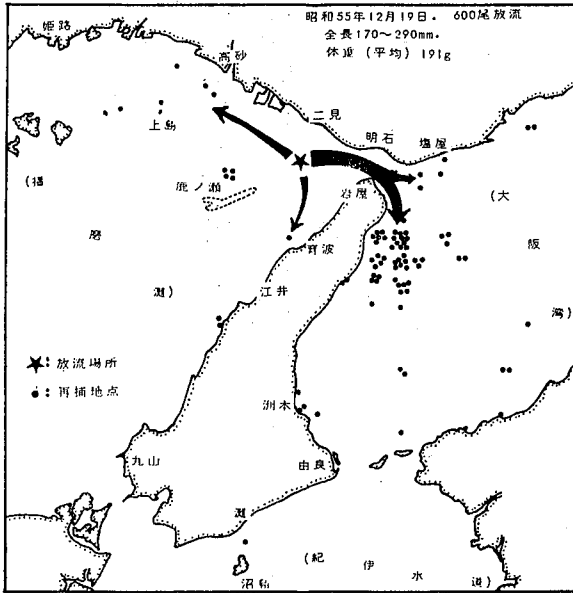 昭和55年12月19日. 600尾放流
全長170〜290mm.
体重(平均)191g
姫路
高砂
二見
明石
塩屋
上島
鹿ノ瀬
岩屋
(播
磨
灘)
(大
阪
湾)
江井
★:放流場所
●:再捕地点
洲本
丸山
由良
灘
沼島
(紀
伊
水
道)